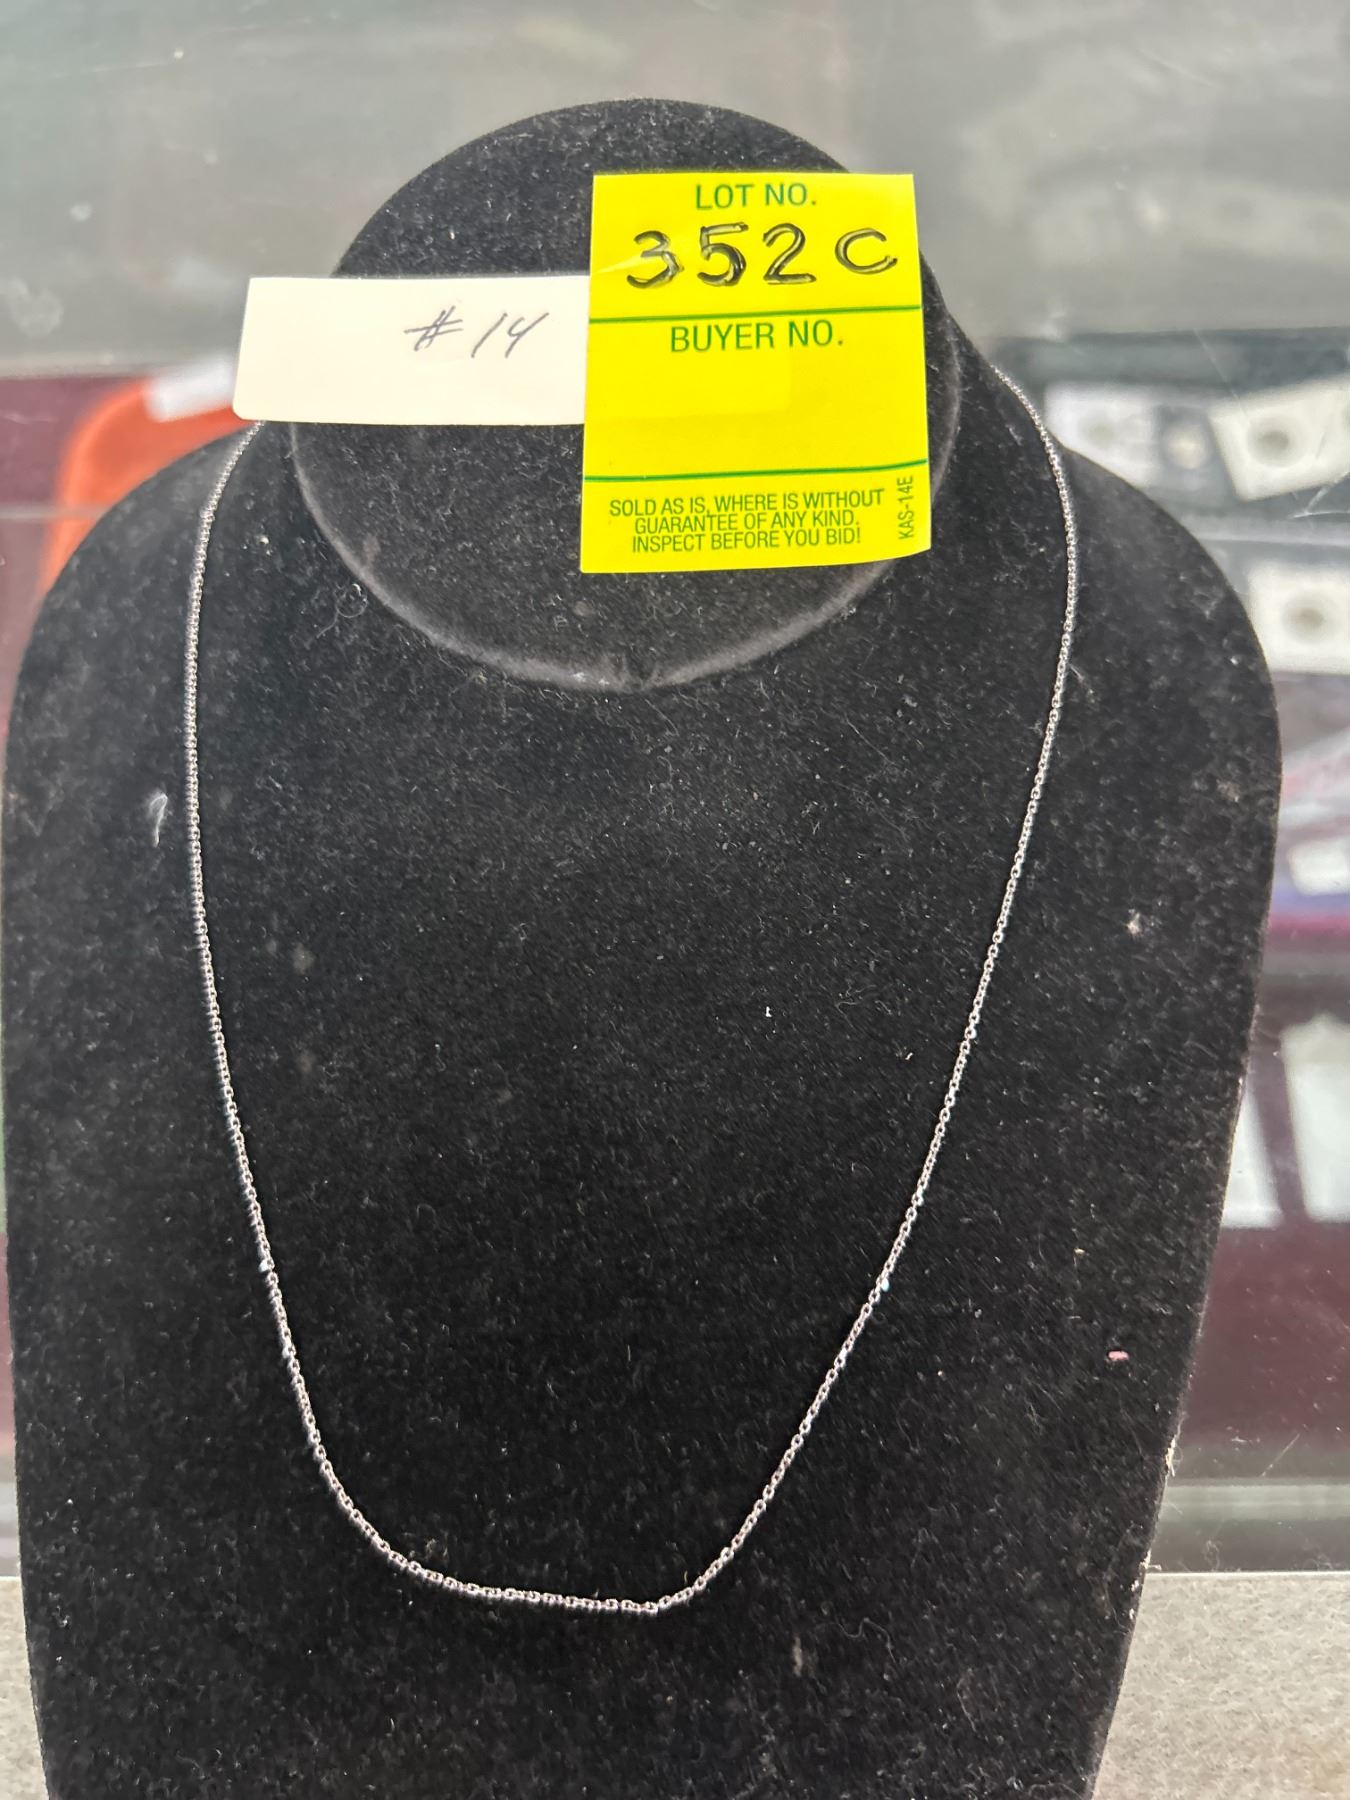 # 14
LOT NO.
352C
BUYER NO.
SOLD AS IS, WHERE IS WITHOUT
GUARANTEE OF ANY KIND.
INSPECT BEFORE YOU BID!
KAS-14E